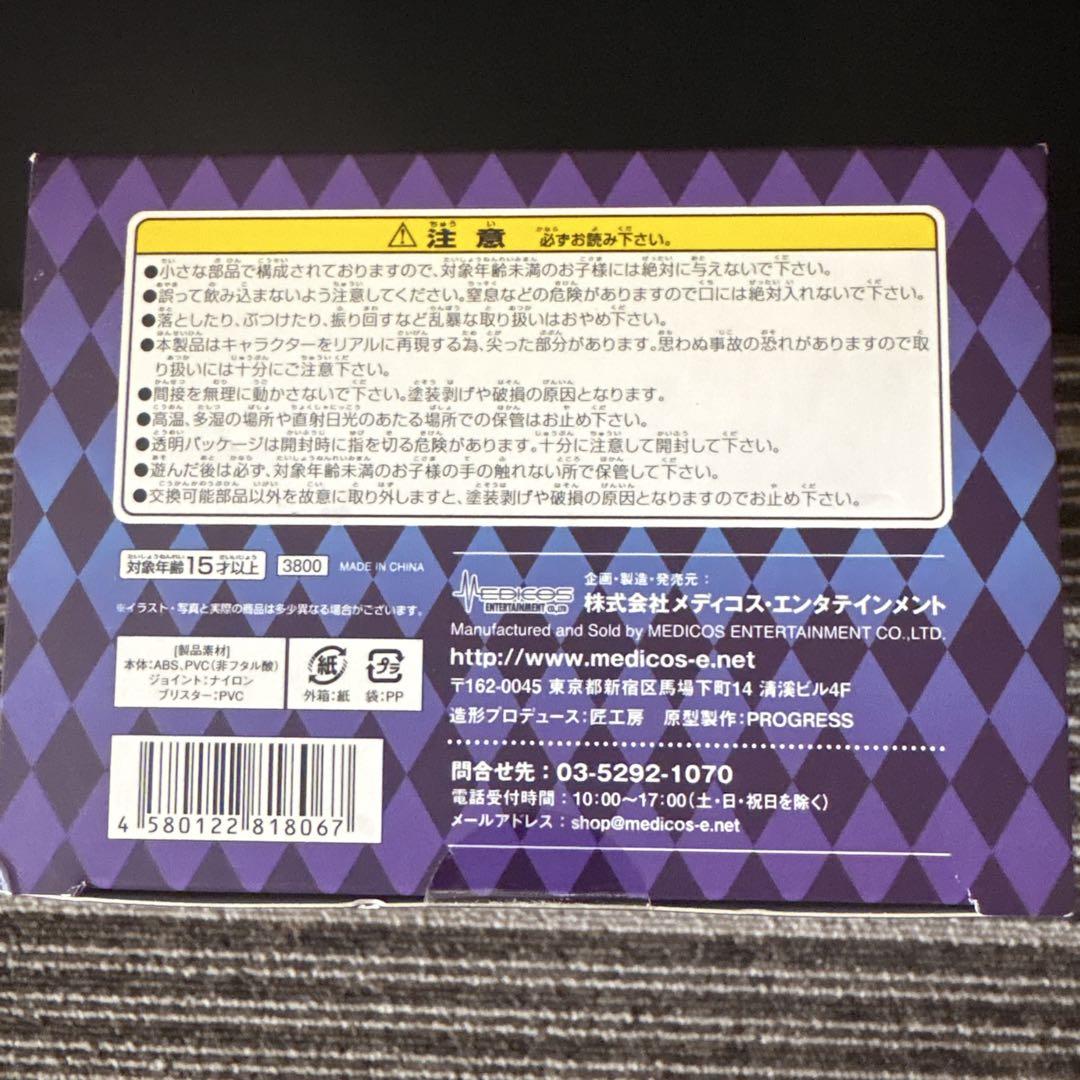 ⚠ 注意 必ずお読み下さい。
●小さな部品で構成されておりますので、対象年齢未満のお子様には絶対に与えないで下さい。
●誤って飲み込まないよう注意してください。窒息などの危険がありますので口には絶対入れないで下さい。
●落としたり、ぶつけたり、振り回すなど乱暴な取り扱いはおやめ下さい。
●本製品はキャラクターをリアルに再現する為、尖った部分があります。思わぬ事故の恐れがありますので取
り扱いには十分にご注意下さい。
●間接を無理に動かさないで下さい。塗装剥げや破損の原因となります。
●高温、多湿の場所や直射日光のあたる場所での保管はお止め下さい。
●透明パッケージは開封時に指を切る危険があります。十分に注意して開封して下さい。
●遊んだ後は必ず、対象年齢未満のお子様の手の触れない所で保管して下さい。
●交換可能部品以外を故意に取り外しますと、塗装剥げや破損の原因となりますのでお止め下さい。
対象年齢15才以上 3800 MADE IN CHINA
※イラスト・写真と実際の商品は多少異なる場合がございます。
[製品素材]
本体:ABS、PVC(非フタル酸)
ジョイント:ナイロン
ブリスター:PVC
紙 プラ
外箱:紙 袋:PP
4 580122 818067
MEDICOS
ENTERTAINMENT Co.,LTD
企画・製造・発売元:
株式会社メディコス・エンタテインメント
Manufactured and Sold by MEDICOS ENTERTAINMENT CO.,LTD.
http://www.medicos-e.net
〒162-0045 東京都新宿区馬場下町14 清溪ビル4F
造形プロデュース:匠工房 原型製作:PROGRESS
問合せ先:03-5292-1070
電話受付時間:10:00〜17:00(土・日・祝日を除く)
メールアドレス:shop@medicos-e.net